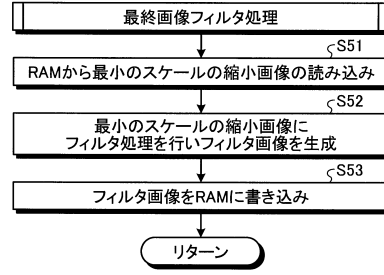 最終画像フィルタ処理
S51
RAMから最小のスケールの縮小画像の読み込み
S52
最小のスケールの縮小画像に
フィルタ処理を行いフィルタ画像を生成
S53
フィルタ画像をRAMに書き込み
リターン